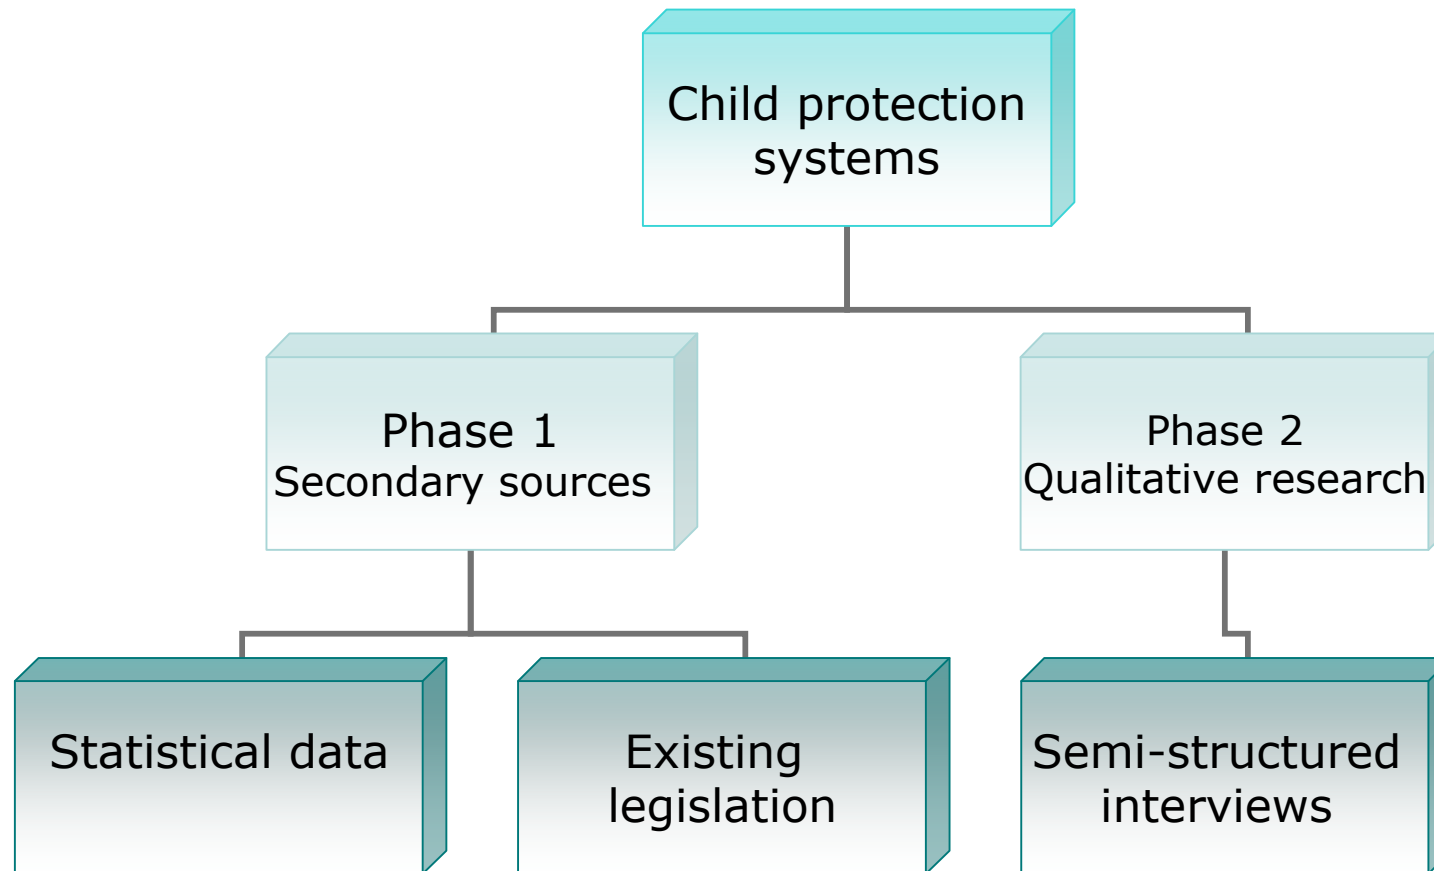 Child protection
systems
Phase 1
Secondary sources
Phase 2
Qualitative research
Statistical data
Existing
legislation
Semi-structured
interviews